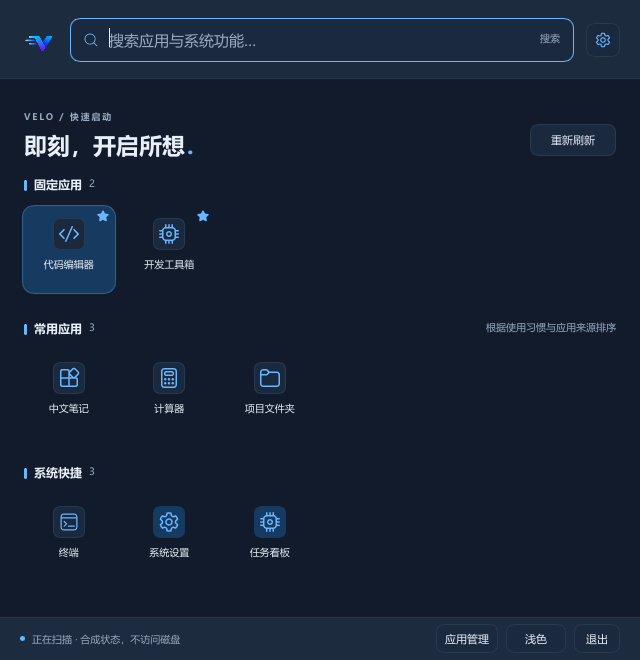 搜索应用与系统功能...
搜索
VELO / 快速启动
即刻，开启所想.
重新刷新
固定应用 2
代码编辑器
开发工具箱
常用应用 3
根据使用习惯与应用来源排序
中文笔记
计算器
项目文件夹
系统快捷 3
终端
系统设置
任务看板
正在扫描 · 合成状态，不访问磁盘
应用管理
浅色
退出